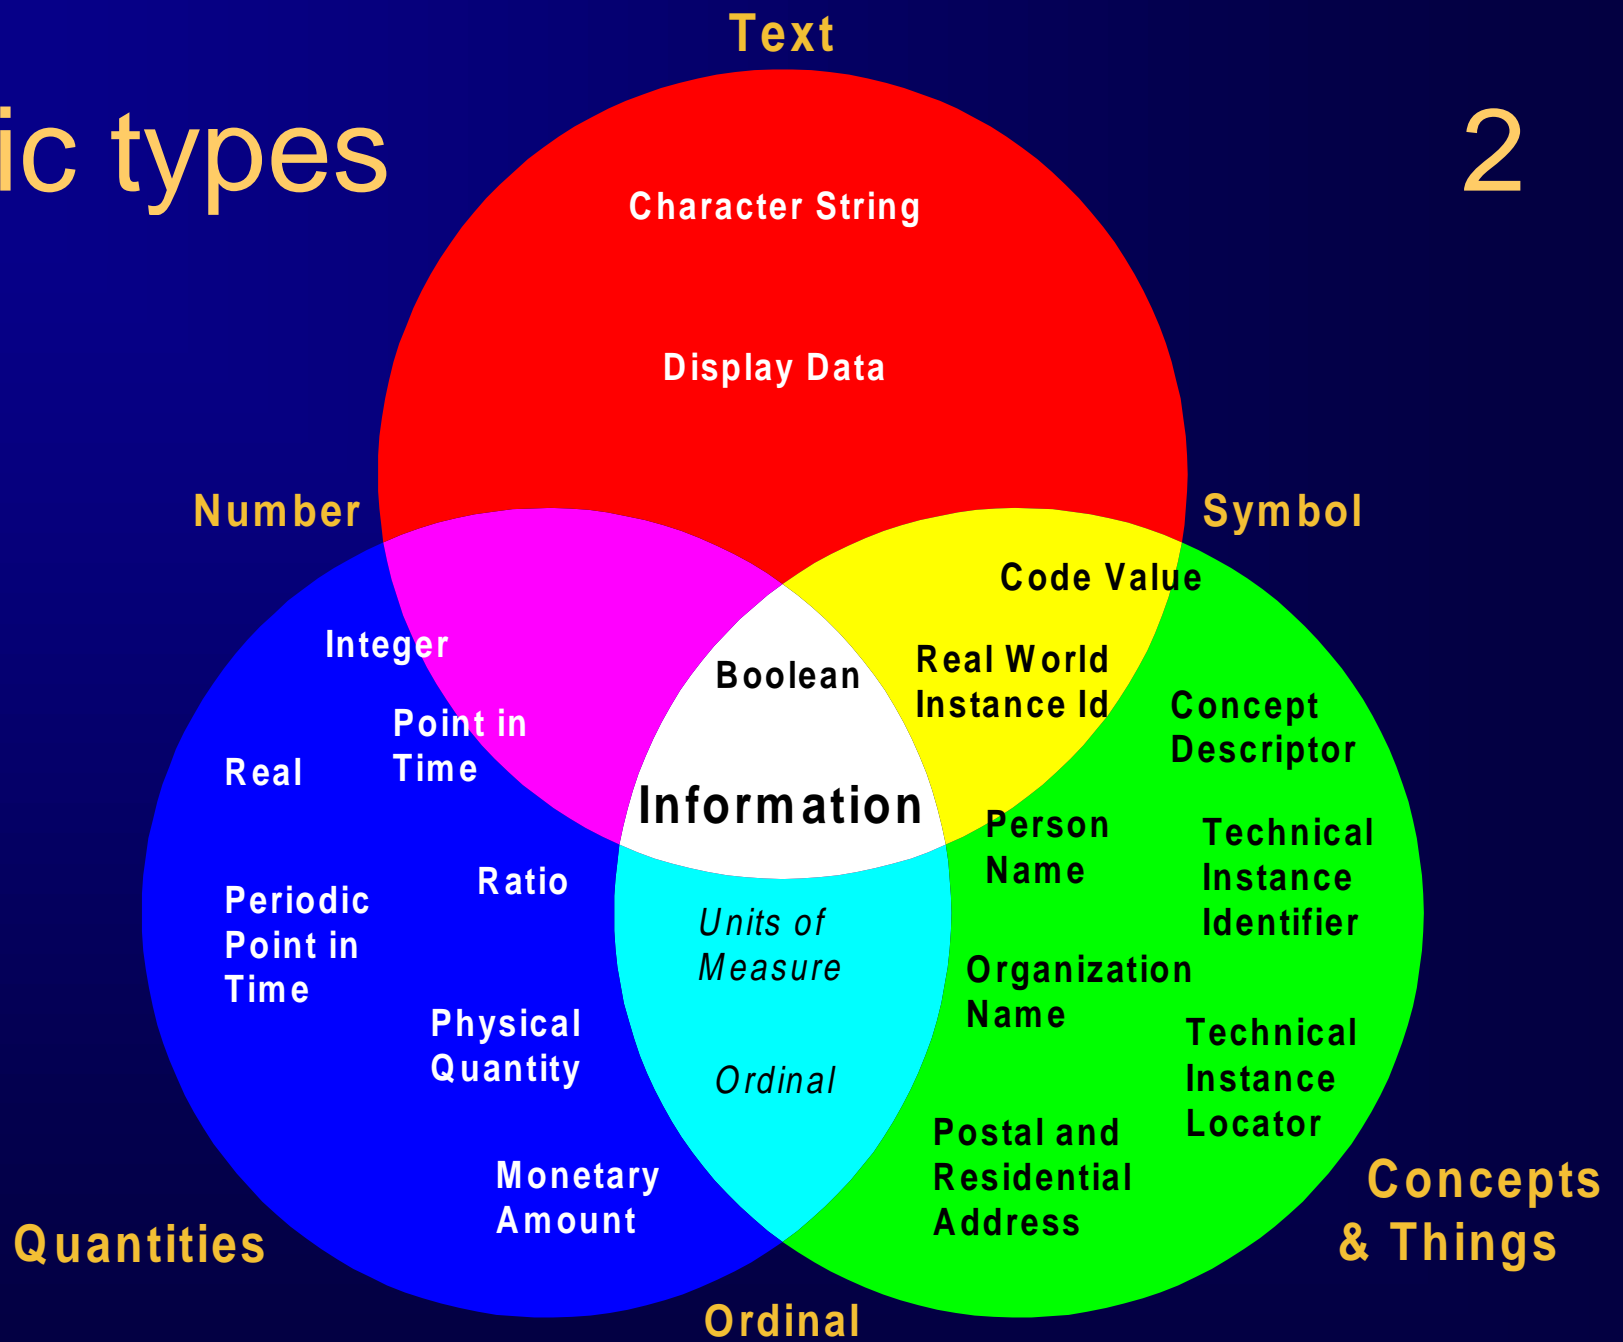 Text
ic types
2
Character String
Display Data
Number
Symbol
Code Value
Integer
Boolean
Real World
Instance Id
Point in
Time
Real
Concept
Descriptor
Information
Person
Name
Technical
Instance
Identifier
Ratio
Periodic
Point in
Time
Units of
Measure
Organization
Name
Physical
Quantity
Ordinal
Technical
Instance
Locator
Postal and
Residential
Address
Monetary
Amount
Concepts
& Things
Quantities
Ordinal